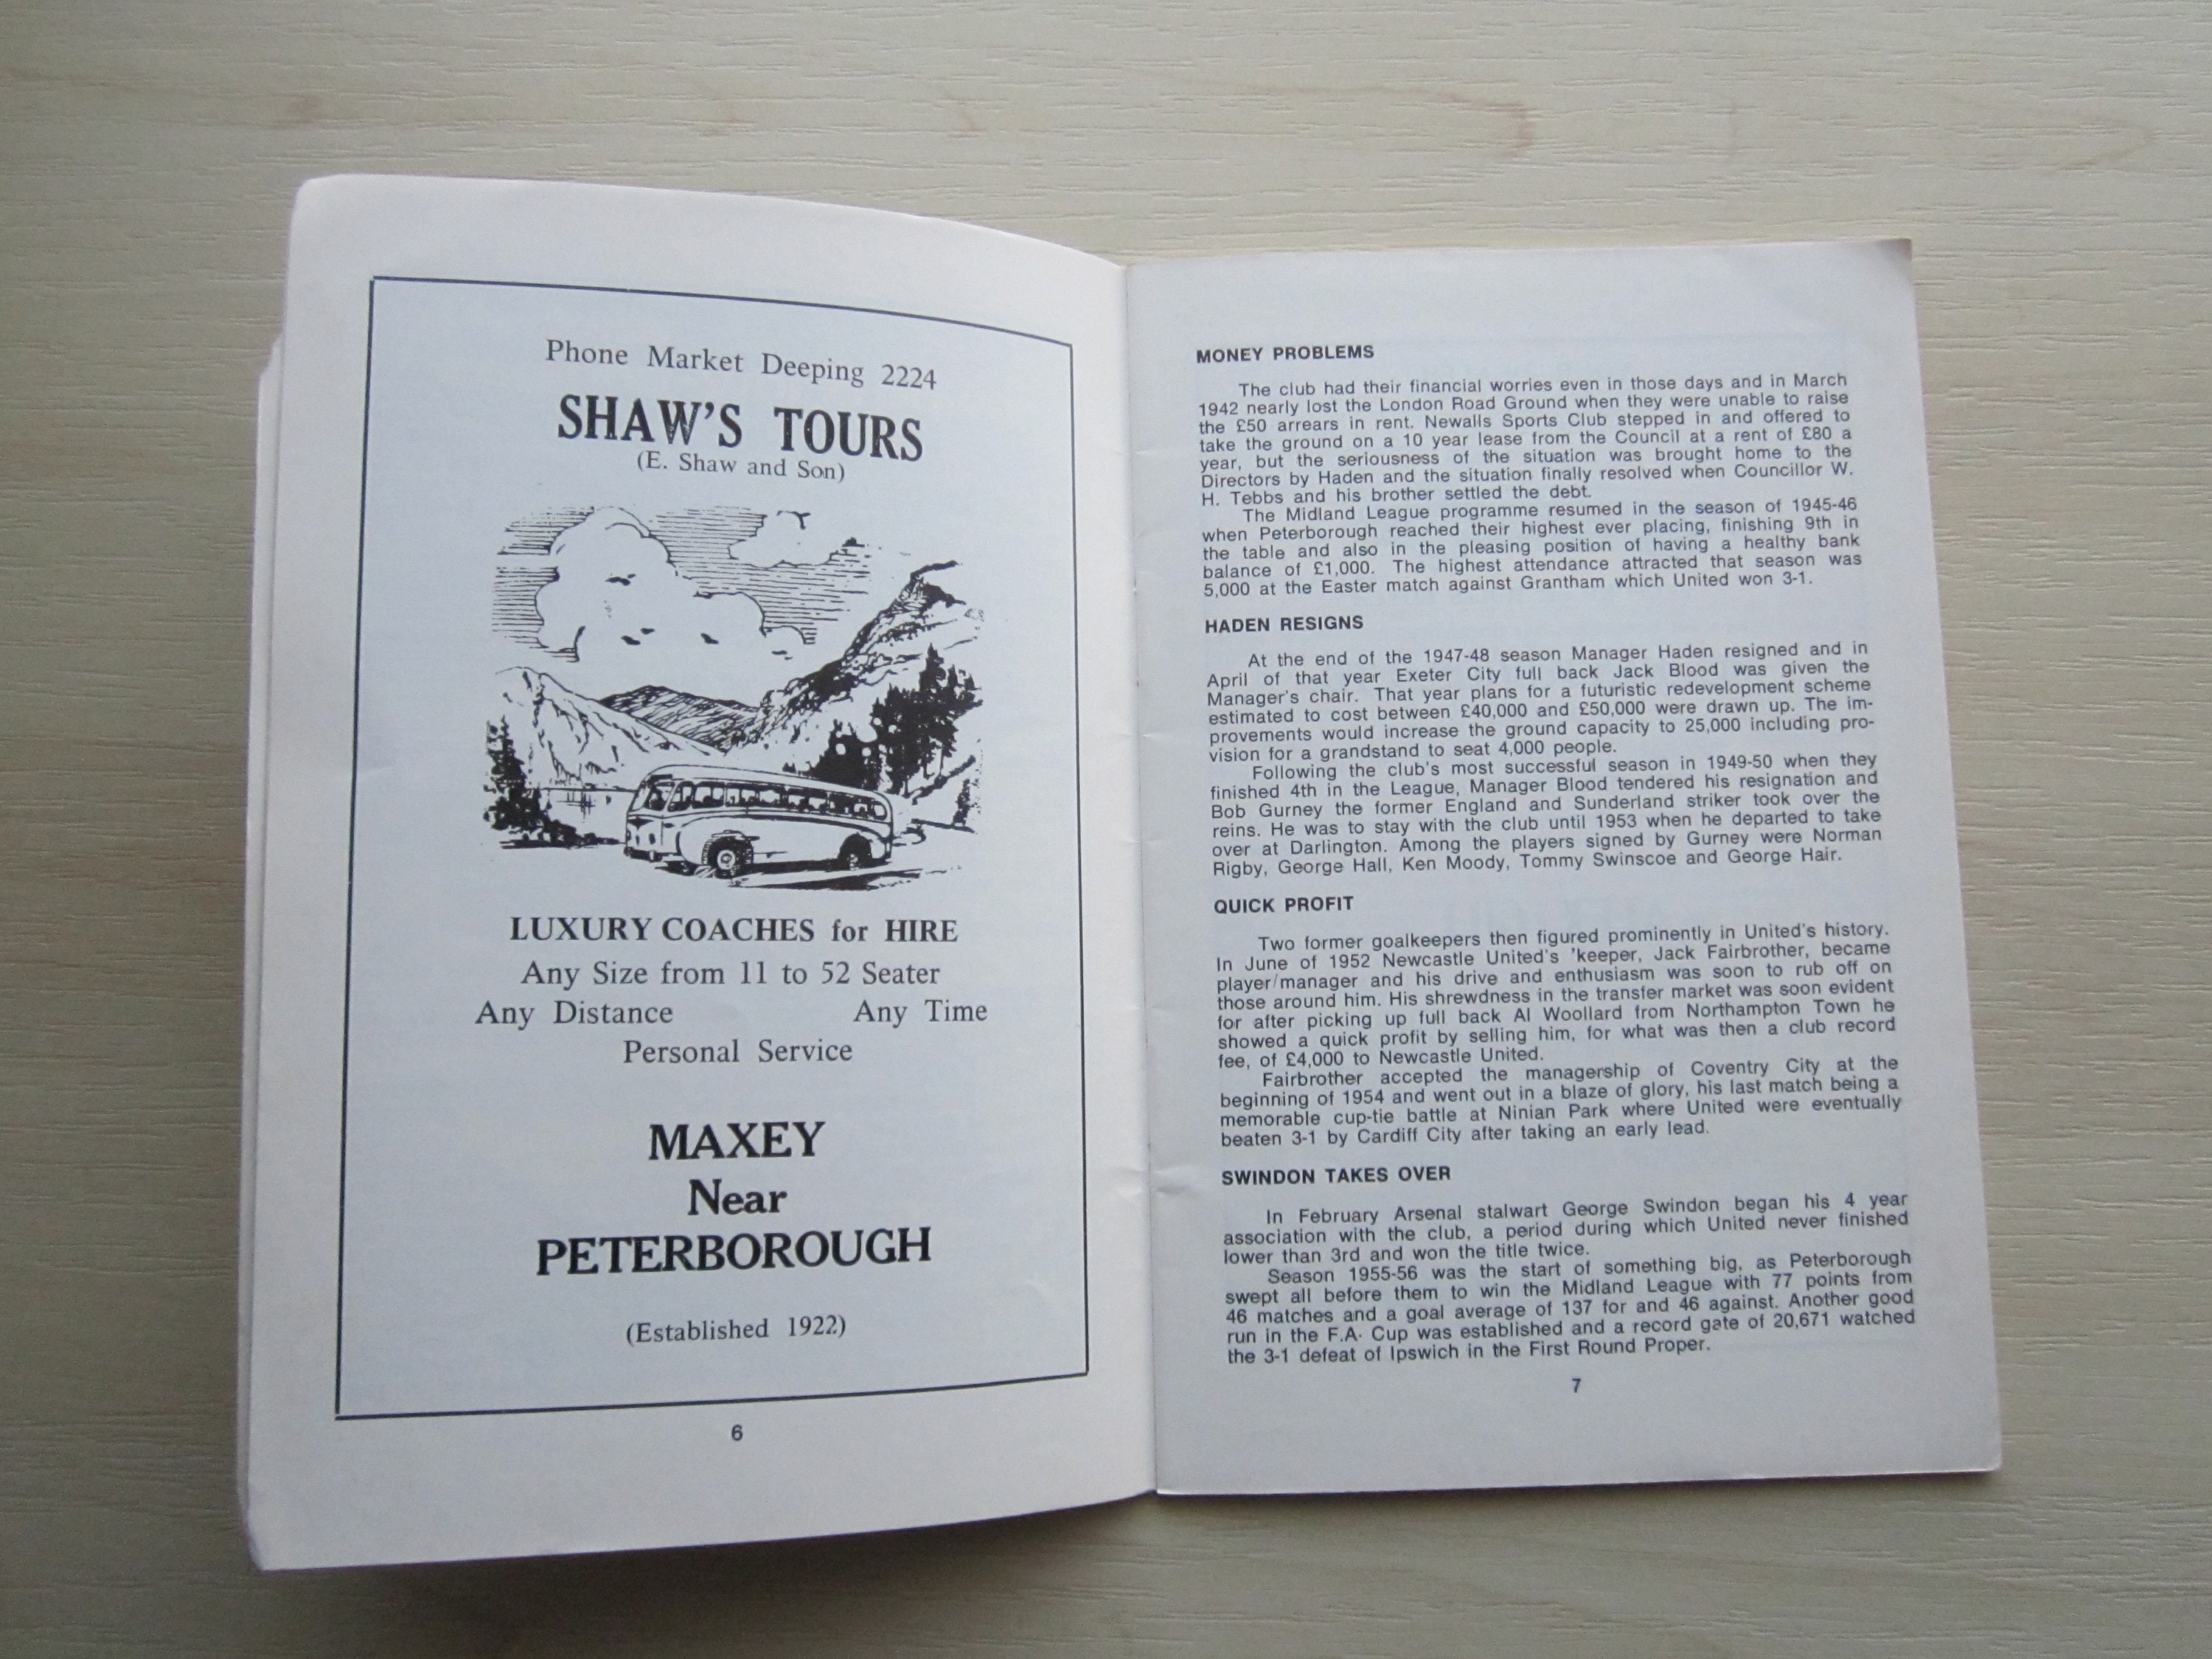 Phone Market Deeping 2224
SHAW'S TOURS
(E. Shaw and Son)
LUXURY COACHES for HIRE
Any Size from 11 to 52 Seater
Any Distance Any Time
Personal Service
MAXEY
Near
PETERBOROUGH
(Established 1922)
6
MONEY PROBLEMS
The club had their financial worries even in those days and in March
1942 nearly lost the London Road Ground when they were unable to raise
the £50 arrears in rent. Newalls Sports Club stepped in and offered to
take the ground on a 10 year lease from the Council at a rent of £80 a
year, but the seriousness of the situation was brought home to the
Directors by Haden and the situation finally resolved when Councillor W.
H. Tebbs and his brother settled the debt.
The Midland League programme resumed in the season of 1945-46
when Peterborough reached their highest ever placing, finishing 9th in
the table and also in the pleasing position of having a healthy bank
balance of £1,000. The highest attendance attracted that season was
5,000 at the Easter match against Grantham which United won 3-1.
HADEN RESIGNS
At the end of the 1947-48 season Manager Haden resigned and in
April of that year Exeter City full back Jack Blood was given the
Manager's chair. That year plans for a futuristic redevelopment scheme
estimated to cost between £40,000 and £50,000 were drawn up. The im-
provements would increase the ground capacity to 25,000 including pro-
vision for a grandstand to seat 4,000 people.
Following the club's most successful season in 1949-50 when they
finished 4th in the League, Manager Blood tendered his resignation and
Bob Gurney the former England and Sunderland striker took over the
reins. He was to stay with the club until 1953 when he departed to take
over at Darlington. Among the players signed by Gurney were Norman
Rigby, George Hall, Ken Moody, Tommy Swinscoe and George Hair.
QUICK PROFIT
Two former goalkeepers then figured prominently in United's history.
In June of 1952 Newcastle United's 'keeper, Jack Fairbrother, became
player/manager and his drive and enthusiasm was soon to rub off on
those around him. His shrewdness in the transfer market was soon evident
for after picking up full back Al Woollard from Northampton Town he
showed a quick profit by selling him, for what was then a club record
fee, of £4,000 to Newcastle United.
Fairbrother accepted the managership of Coventry City at the
beginning of 1954 and went out in a blaze of glory, his last match being a
memorable cup-tie battle at Ninian Park where United were eventually
beaten 3-1 by Cardiff City after taking an early lead.
SWINDON TAKES OVER
In February Arsenal stalwart George Swindon began his 4 year
association with the club, a period during which United never finished
lower than 3rd and won the title twice.
Season 1955-56 was the start of something big, as Peterborough
swept all before them to win the Midland League with 77 points from
46 matches and a goal average of 137 for and 46 against. Another good
run in the F.A. Cup was established and a record gate of 20,671 watched
the 3-1 defeat of Ipswich in the First Round Proper.
7